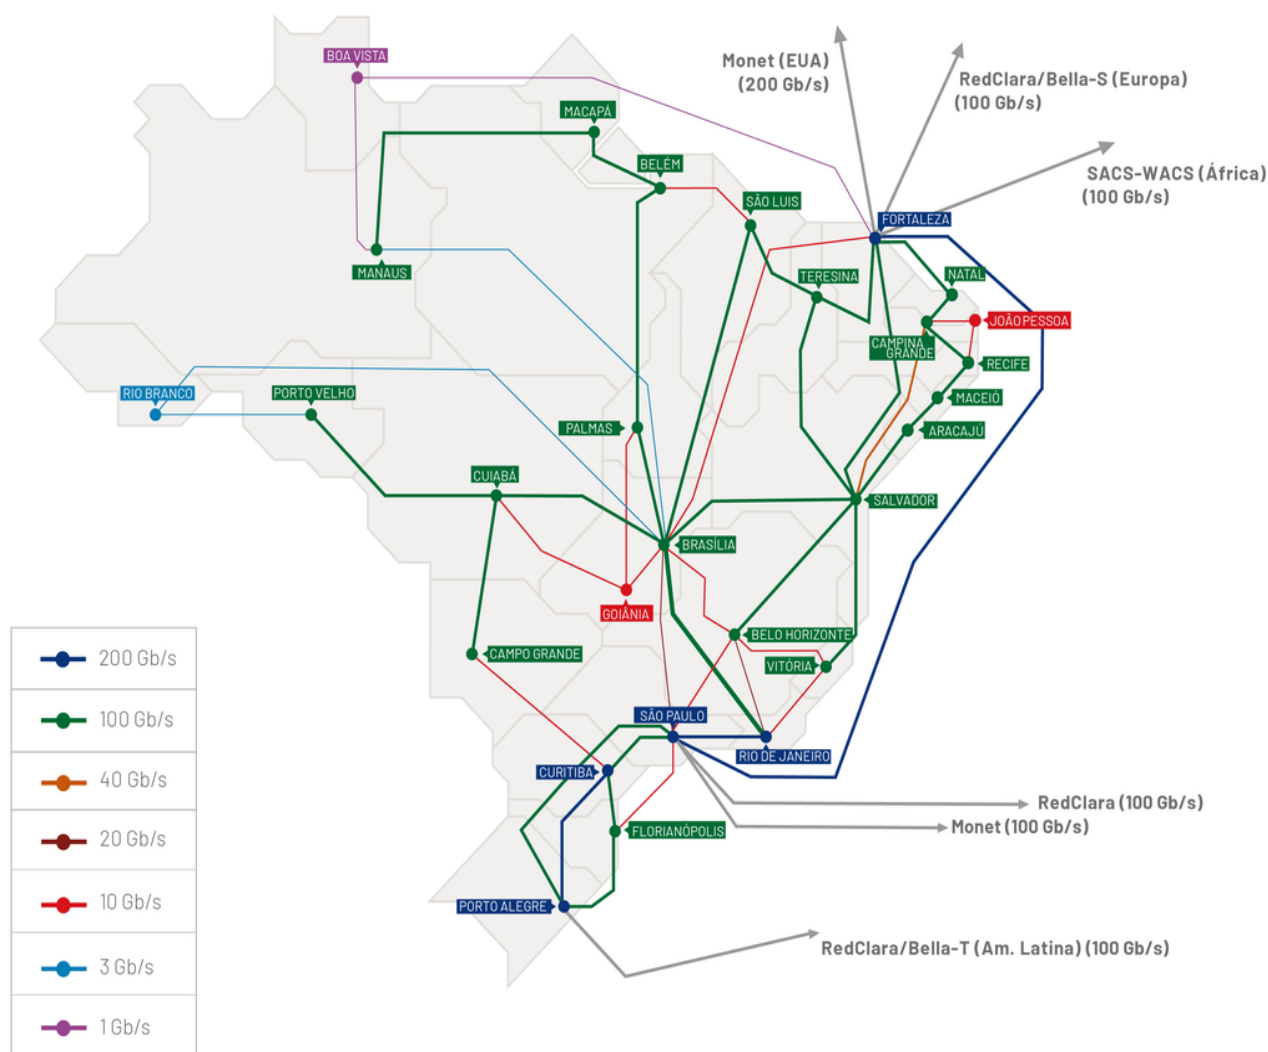 BOA VISTA
Monet (EUA)
(200 Gb/s)
RedClara/Bella-S (Europa)
(100 Gb/s)
MACAPÁ
BELÉM
SACS-WACS (África)
(100 Gb/s)
SÃO LUIS
FORTALEZA
MANAUS
TERESINA
NATAL
JOÃO PESSOA
CAMPINA
GRANDE
RECIFE
RIO BRANCO
PORTO VELHO
MACEIÓ
PALMAS
ARACAJÚ
CUIABÁ
SALVADOR
BRASÍLIA
GOIÂNIA
BELO HORIZONTE
CAMPO GRANDE
VITÓRIA
SÃO PAULO
RIO DE JANEIRO
CURITIBA
RedClara (100 Gb/s)
Monet (100 Gb/s)
FLORIANÓPOLIS
PORTO ALEGRE
RedClara/Bella-T (Am. Latina) (100 Gb/s)
200 Gb/s
100 Gb/s
40 Gb/s
20 Gb/s
10 Gb/s
3 Gb/s
1 Gb/s